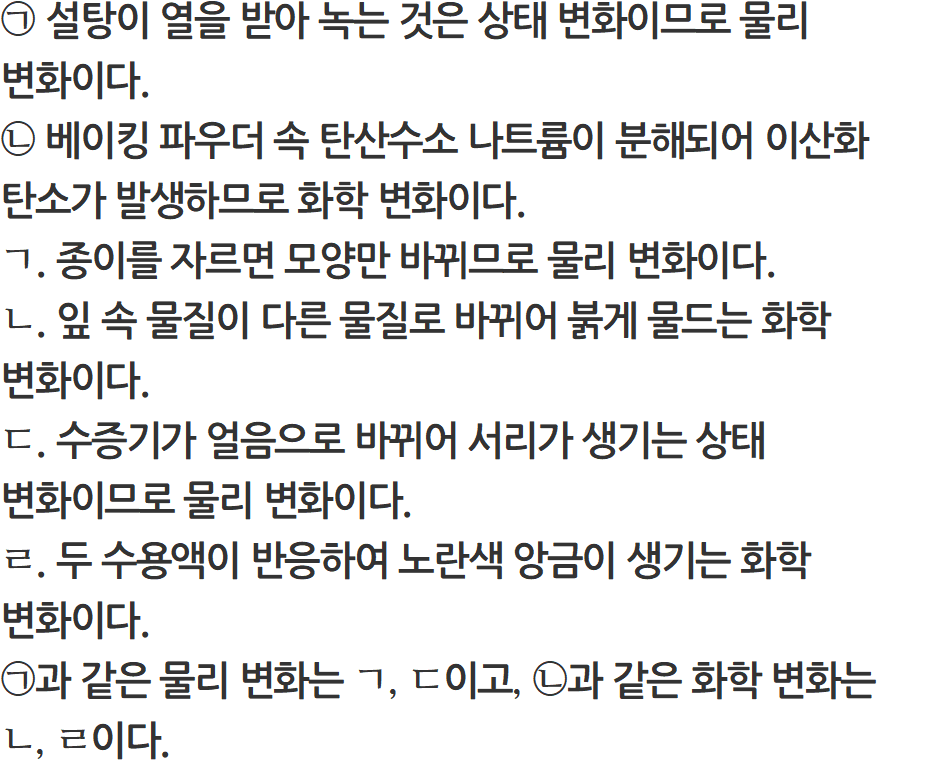 ㉠ 설탕이 열을 받아 녹는 것은 상태 변화이므로 물리
변화이다.
㉡ 베이킹 파우더 속 탄산수소 나트륨이 분해되어 이산화
탄소가 발생하므로 화학 변화이다.
ㄱ. 종이를 자르면 모양만 바뀌므로 물리 변화이다.
ㄴ. 잎 속 물질이 다른 물질로 바뀌어 붉게 물드는 화학
변화이다.
ㄷ. 수증기가 얼음으로 바뀌어 서리가 생기는 상태
변화이므로 물리 변화이다.
ㄹ. 두 수용액이 반응하여 노란색 앙금이 생기는 화학
변화이다.
㉠과 같은 물리 변화는 ㄱ, ㄷ이고, ㉡과 같은 화학 변화는
ㄴ, ㄹ이다.